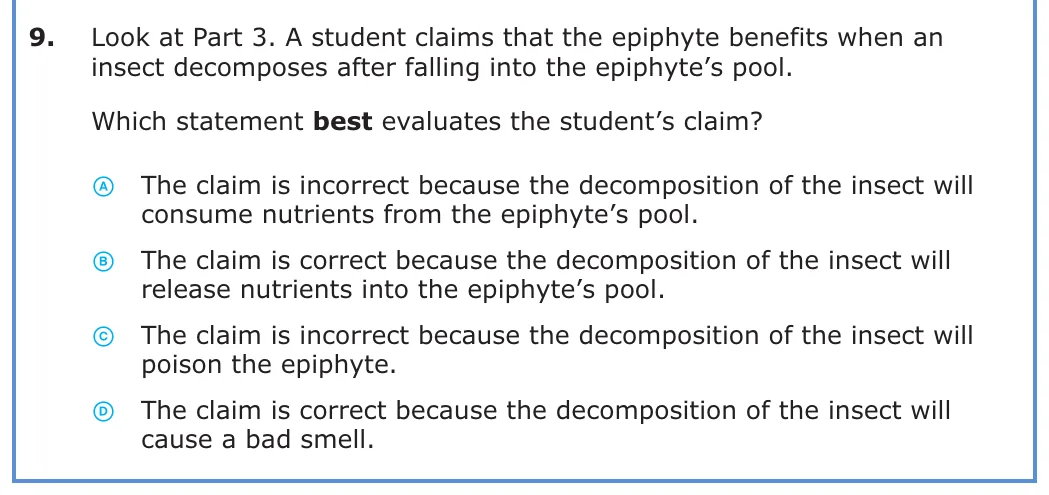 9. Look at Part 3. A student claims that the epiphyte benefits when an
insect decomposes after falling into the epiphyte’s pool.
Which statement best evaluates the student’s claim?
A The claim is incorrect because the decomposition of the insect will
consume nutrients from the epiphyte’s pool.
B The claim is correct because the decomposition of the insect will
release nutrients into the epiphyte’s pool.
C The claim is incorrect because the decomposition of the insect will
poison the epiphyte.
D The claim is correct because the decomposition of the insect will
cause a bad smell.